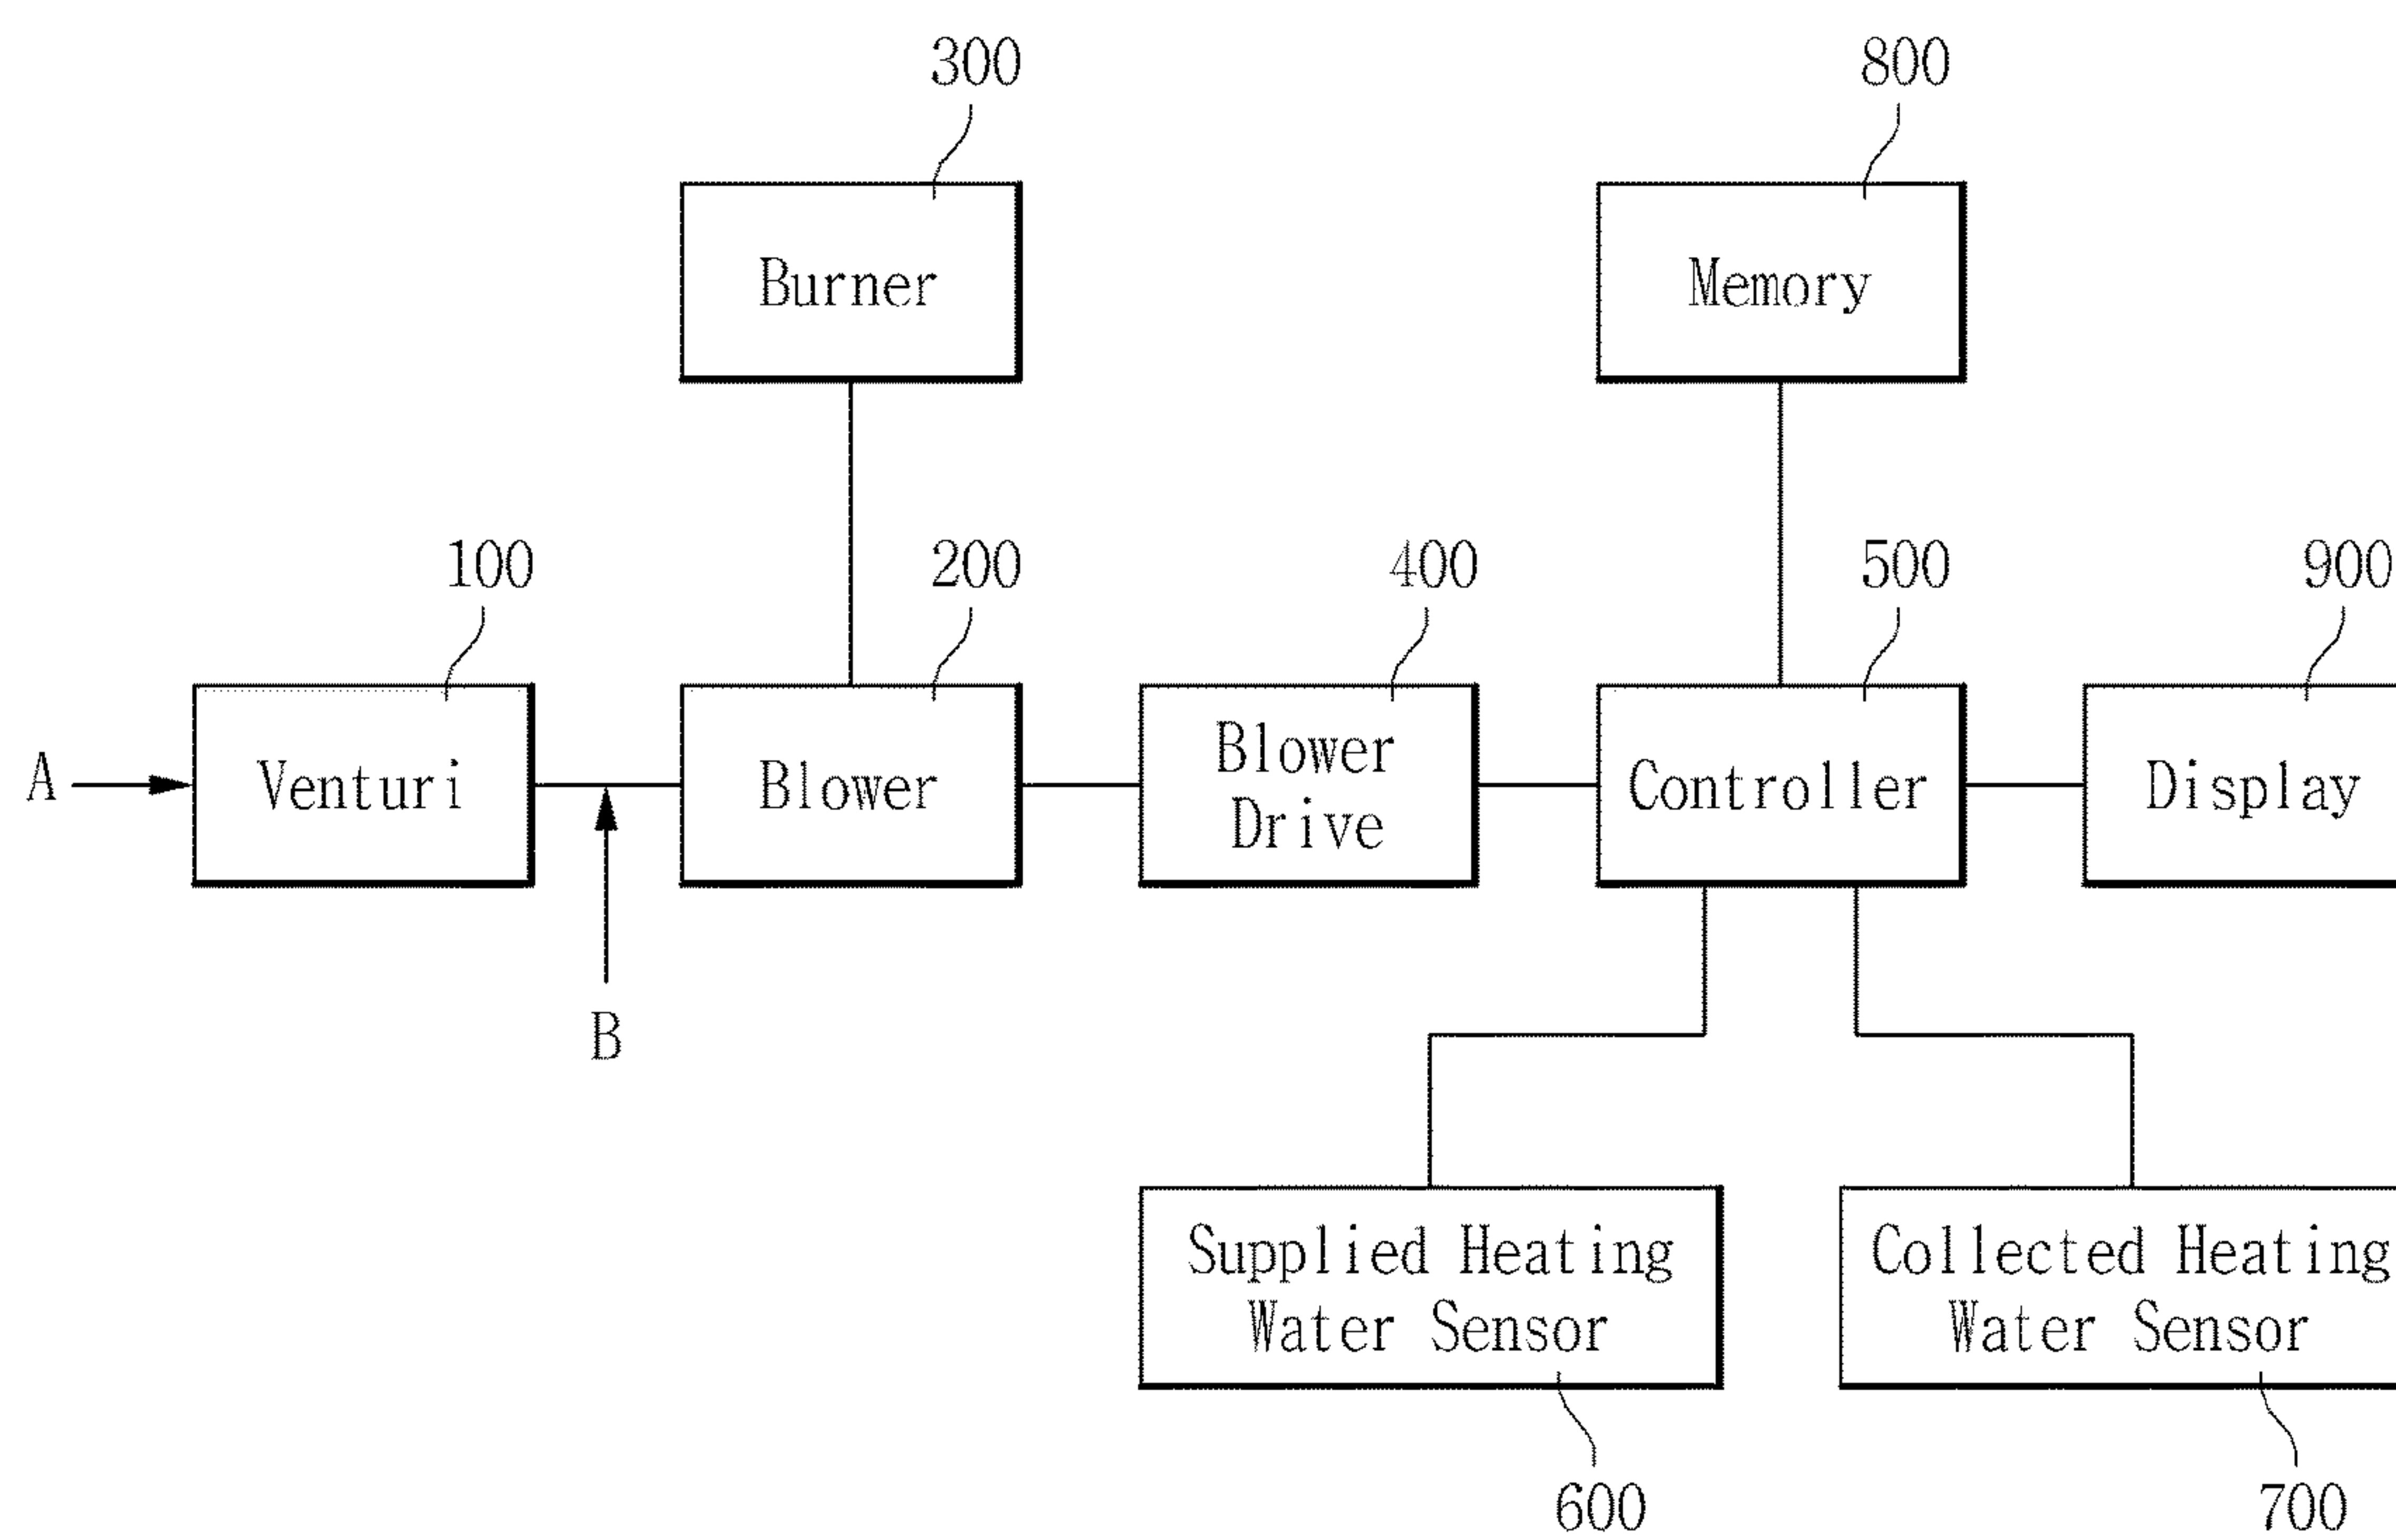 300
800
Burner
Memory
100
200
400
500
900
A
Venturi
Blower
Blower
Drive
Controller
Display
B
Supplied Heating
Water Sensor
Collected Heating
Water Sensor
600
700